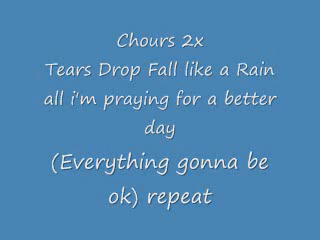 Chours 2x
Tears Drop Fall like a Rain
all i'm praying for a better
day
(Everything gonna be
ok) repeat